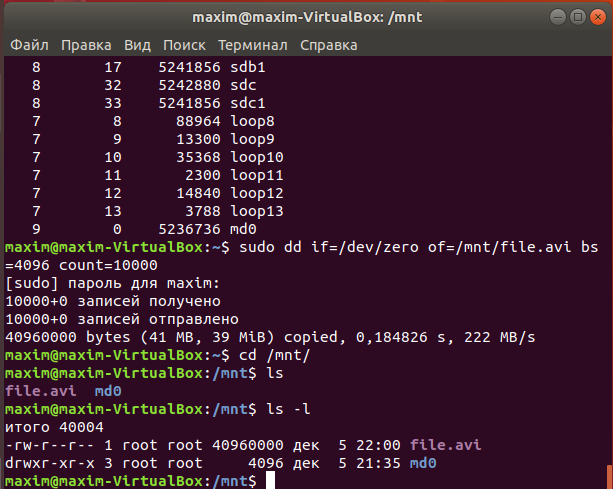 maxim@maxim-VirtualBox: /mnt
Файл Правка Вид Поиск Терминал Справка
8 17 5241856 sdb1
8 32 5242880 sdc
8 33 5241856 sdc1
7 8 88964 loop8
7 9 13300 loop9
7 10 35368 loop10
7 11 2300 loop11
7 12 14840 loop12
7 13 3788 loop13
9 0 5236736 md0
maxim@maxim-VirtualBox:~$ sudo dd if=/dev/zero of=/mnt/file.avi bs
=4096 count=10000
[sudo] пароль для maxim:
10000+0 записей получено
10000+0 записей отправлено
40960000 bytes (41 MB, 39 MiB) copied, 0,184826 s, 222 MB/s
maxim@maxim-VirtualBox:~$ cd /mnt/
maxim@maxim-VirtualBox:/mnt$ ls
file.avi md0
maxim@maxim-VirtualBox:/mnt$ ls -l
итого 40004
-rw-r--r-- 1 root root 40960000 дек 5 22:00 file.avi
drwxr-xr-x 3 root root 4096 дек 5 21:35 md0
maxim@maxim-VirtualBox:/mnt$